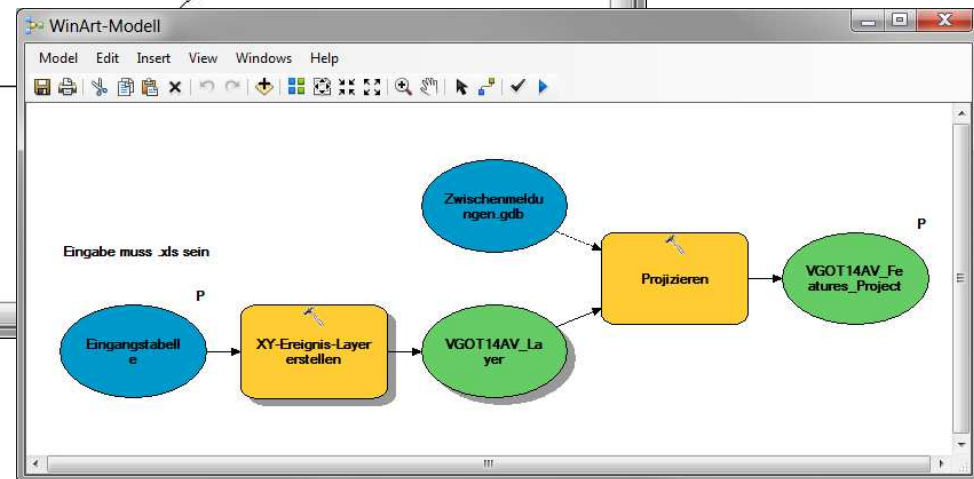 WinArt-Modell
Model Edit Insert View Windows Help
Zwischenmeldu
ngen.gdb
P
Eingabe muss .xls sein
Projizieren
VGOT14AV_Fe
atures_Project
P
Eingangstabell
e
XY-Ereignis-Layer
erstellen
VGOT14AV_La
yer